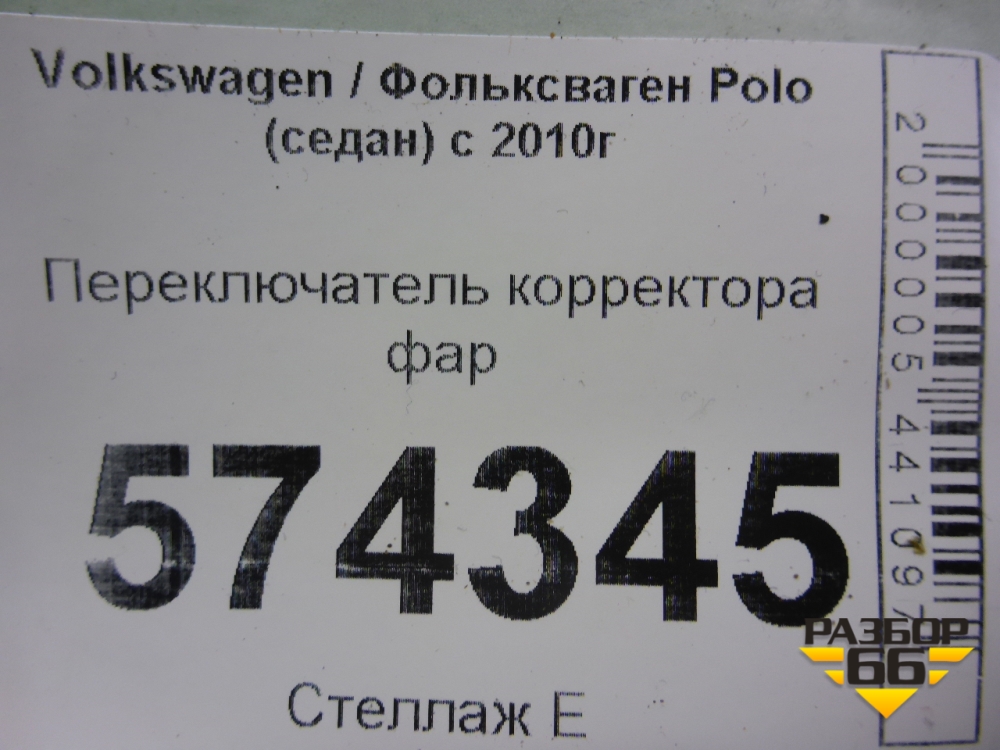 Volkswagen / Фольксваген Polo
(седан) с 2010г
Переключатель корректора
фар
574345
Стеллаж Е
2000005441097
РАЗБОР
66